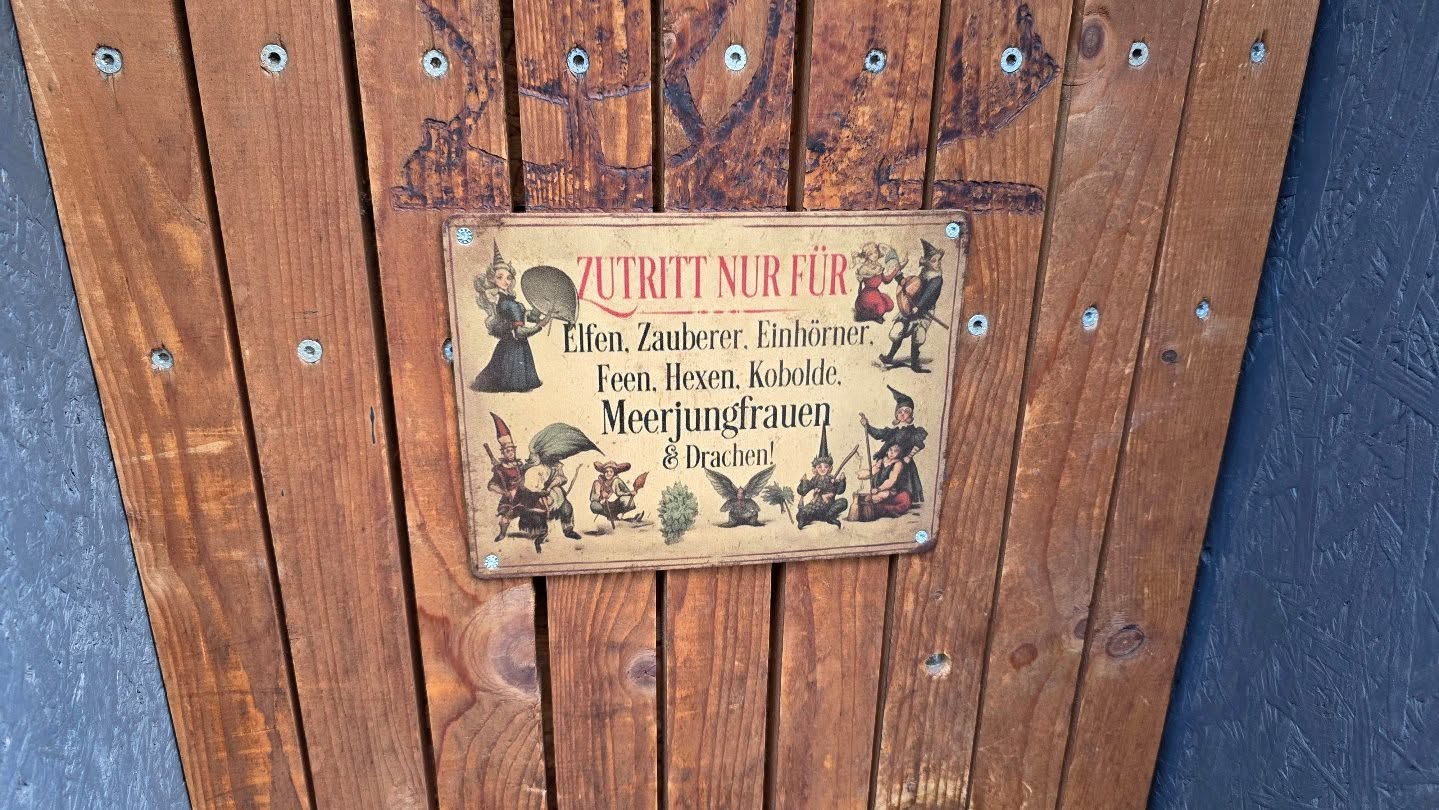 ZUTRITT NUR FÜR
Elfen, Zauberer, Einhörner,
Feen, Hexen, Kobolde,
Meerjungfrauen
& Drachen!